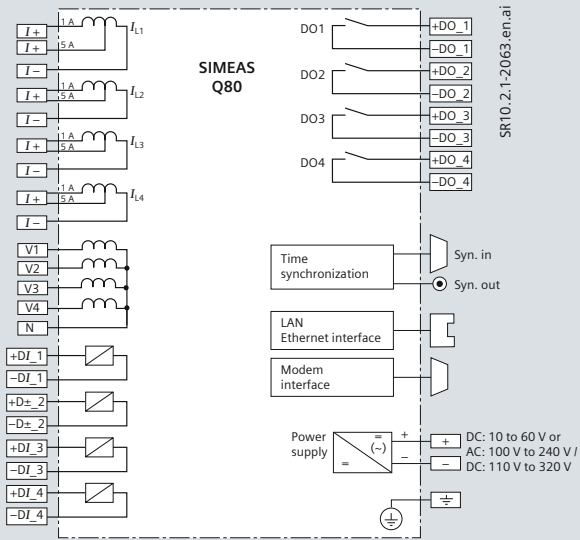 I+
1 A
I+
5 A
I–
IL1
I+
1 A
5 A
I–
IL2
I+
1 A
5 A
I–
IL3
I+
1 A
5 A
I–
IL4
V1
V2
V3
V4
N
+DI_1
–DI_1
+D±_2
–D±_2
+DI_3
–DI_3
+DI_4
–DI_4
SIMEAS
Q80
DO1
+DO_1
–DO_1
DO2
+DO_2
–DO_2
DO3
+DO_3
–DO_3
DO4
+DO_4
–DO_4
SR10.2.1-2063.en.ai
Time
synchronization
Syn. in
Syn. out
LAN
Ethernet interface
Modem
interface
Power
supply
=
(~)
=
+
–
+
–
DC: 10 to 60 V or
AC: 100 V to 240 V /
DC: 110 V to 320 V